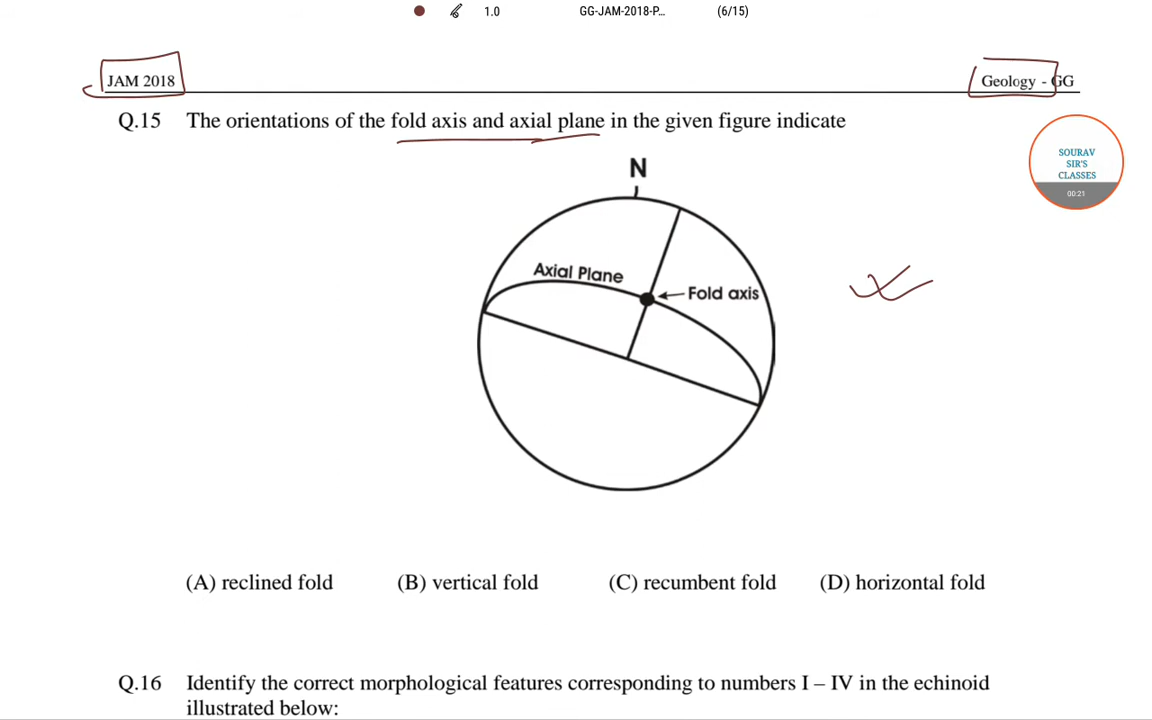 1.0 GG-JAM-2018-P... (6/15)
JAM 2018 Geology - GG
Q.15 The orientations of the fold axis and axial plane in the given figure indicate
SOURAV
SIR'S
CLASSES
00:21
N
Axial Plane
Fold axis
(A) reclined fold (B) vertical fold (C) recumbent fold (D) horizontal fold
Q.16 Identify the correct morphological features corresponding to numbers I – IV in the echinoid
illustrated below: